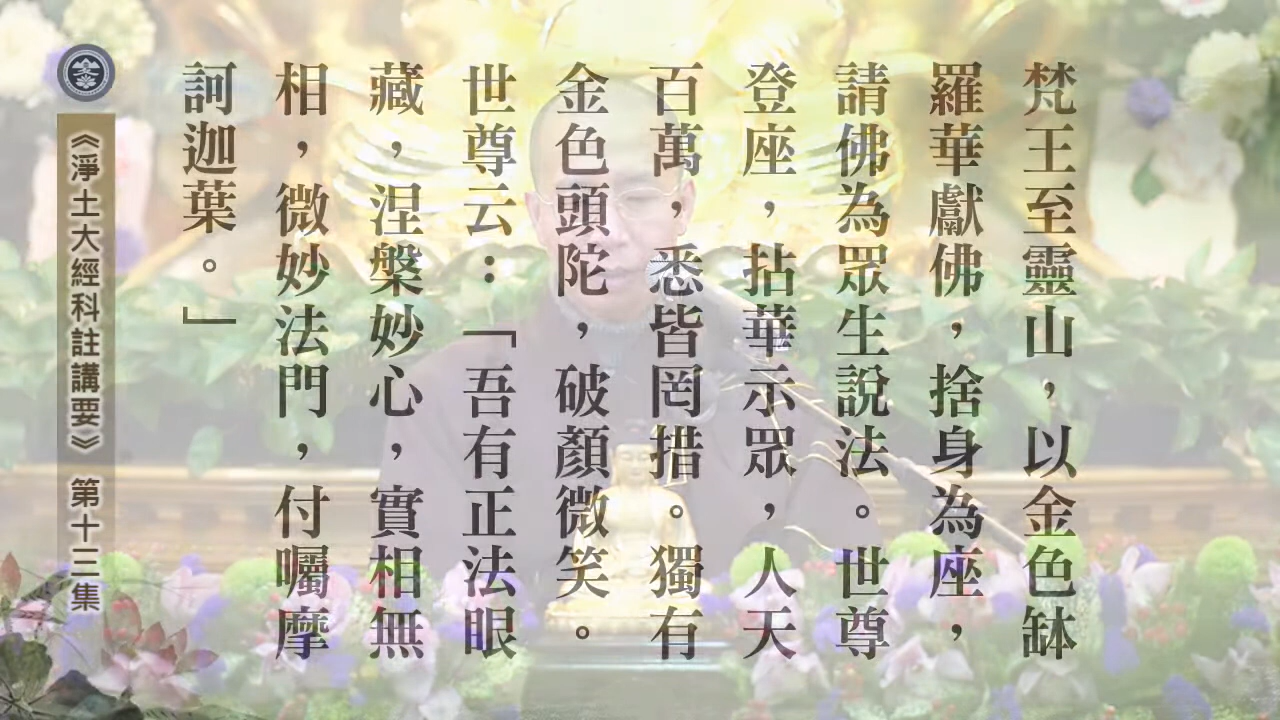 梵王至靈山，以金色缽
羅華獻佛，捨身為座，
請佛為眾生說法。世尊
登座，拈華示眾，人天
百萬，悉皆罔措。獨有
金色頭陀，破顏微笑。
世尊云：「吾有正法眼
藏，涅槃妙心，實相無
相，微妙法門，付囑摩
訶迦葉。」
《淨土大經科註講要》 第十三集